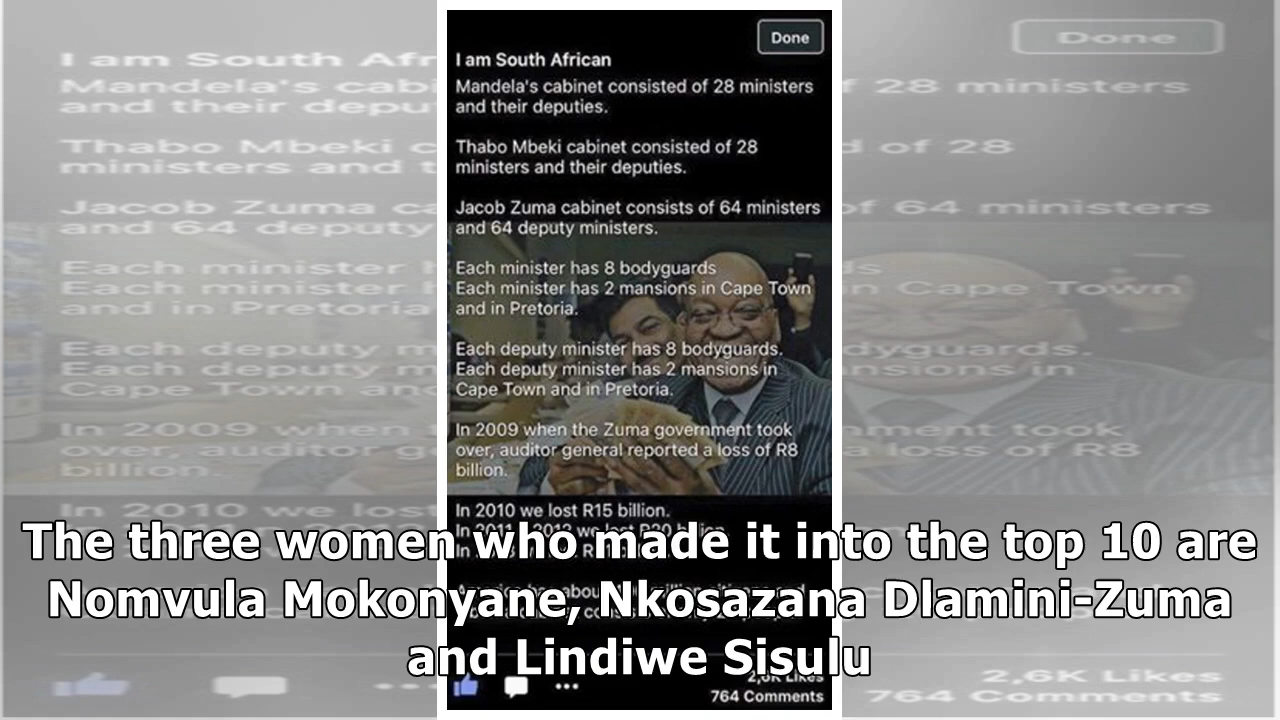 Done
I am South African
Mandela's cabinet consisted of 28 ministers
and their deputies.
Thabo Mbeki cabinet consisted of 28
ministers and their deputies.
Jacob Zuma cabinet consists of 64 ministers
and 64 deputy ministers.
Each minister has 8 bodyguards
Each minister has 2 mansions in Cape Town
and in Pretoria.
Each deputy minister has 8 bodyguards.
Each deputy minister has 2 mansions in
Cape Town and in Pretoria.
In 2009 when the Zuma government took
over, auditor general reported a loss of R8
billion.
In 2010 we lost R15 billion.
The three women who made it into the top 10 are
Nomvula Mokonyane, Nkosazana Dlamini-Zuma
and Lindiwe Sisulu
2,6K Likes
764 Comments